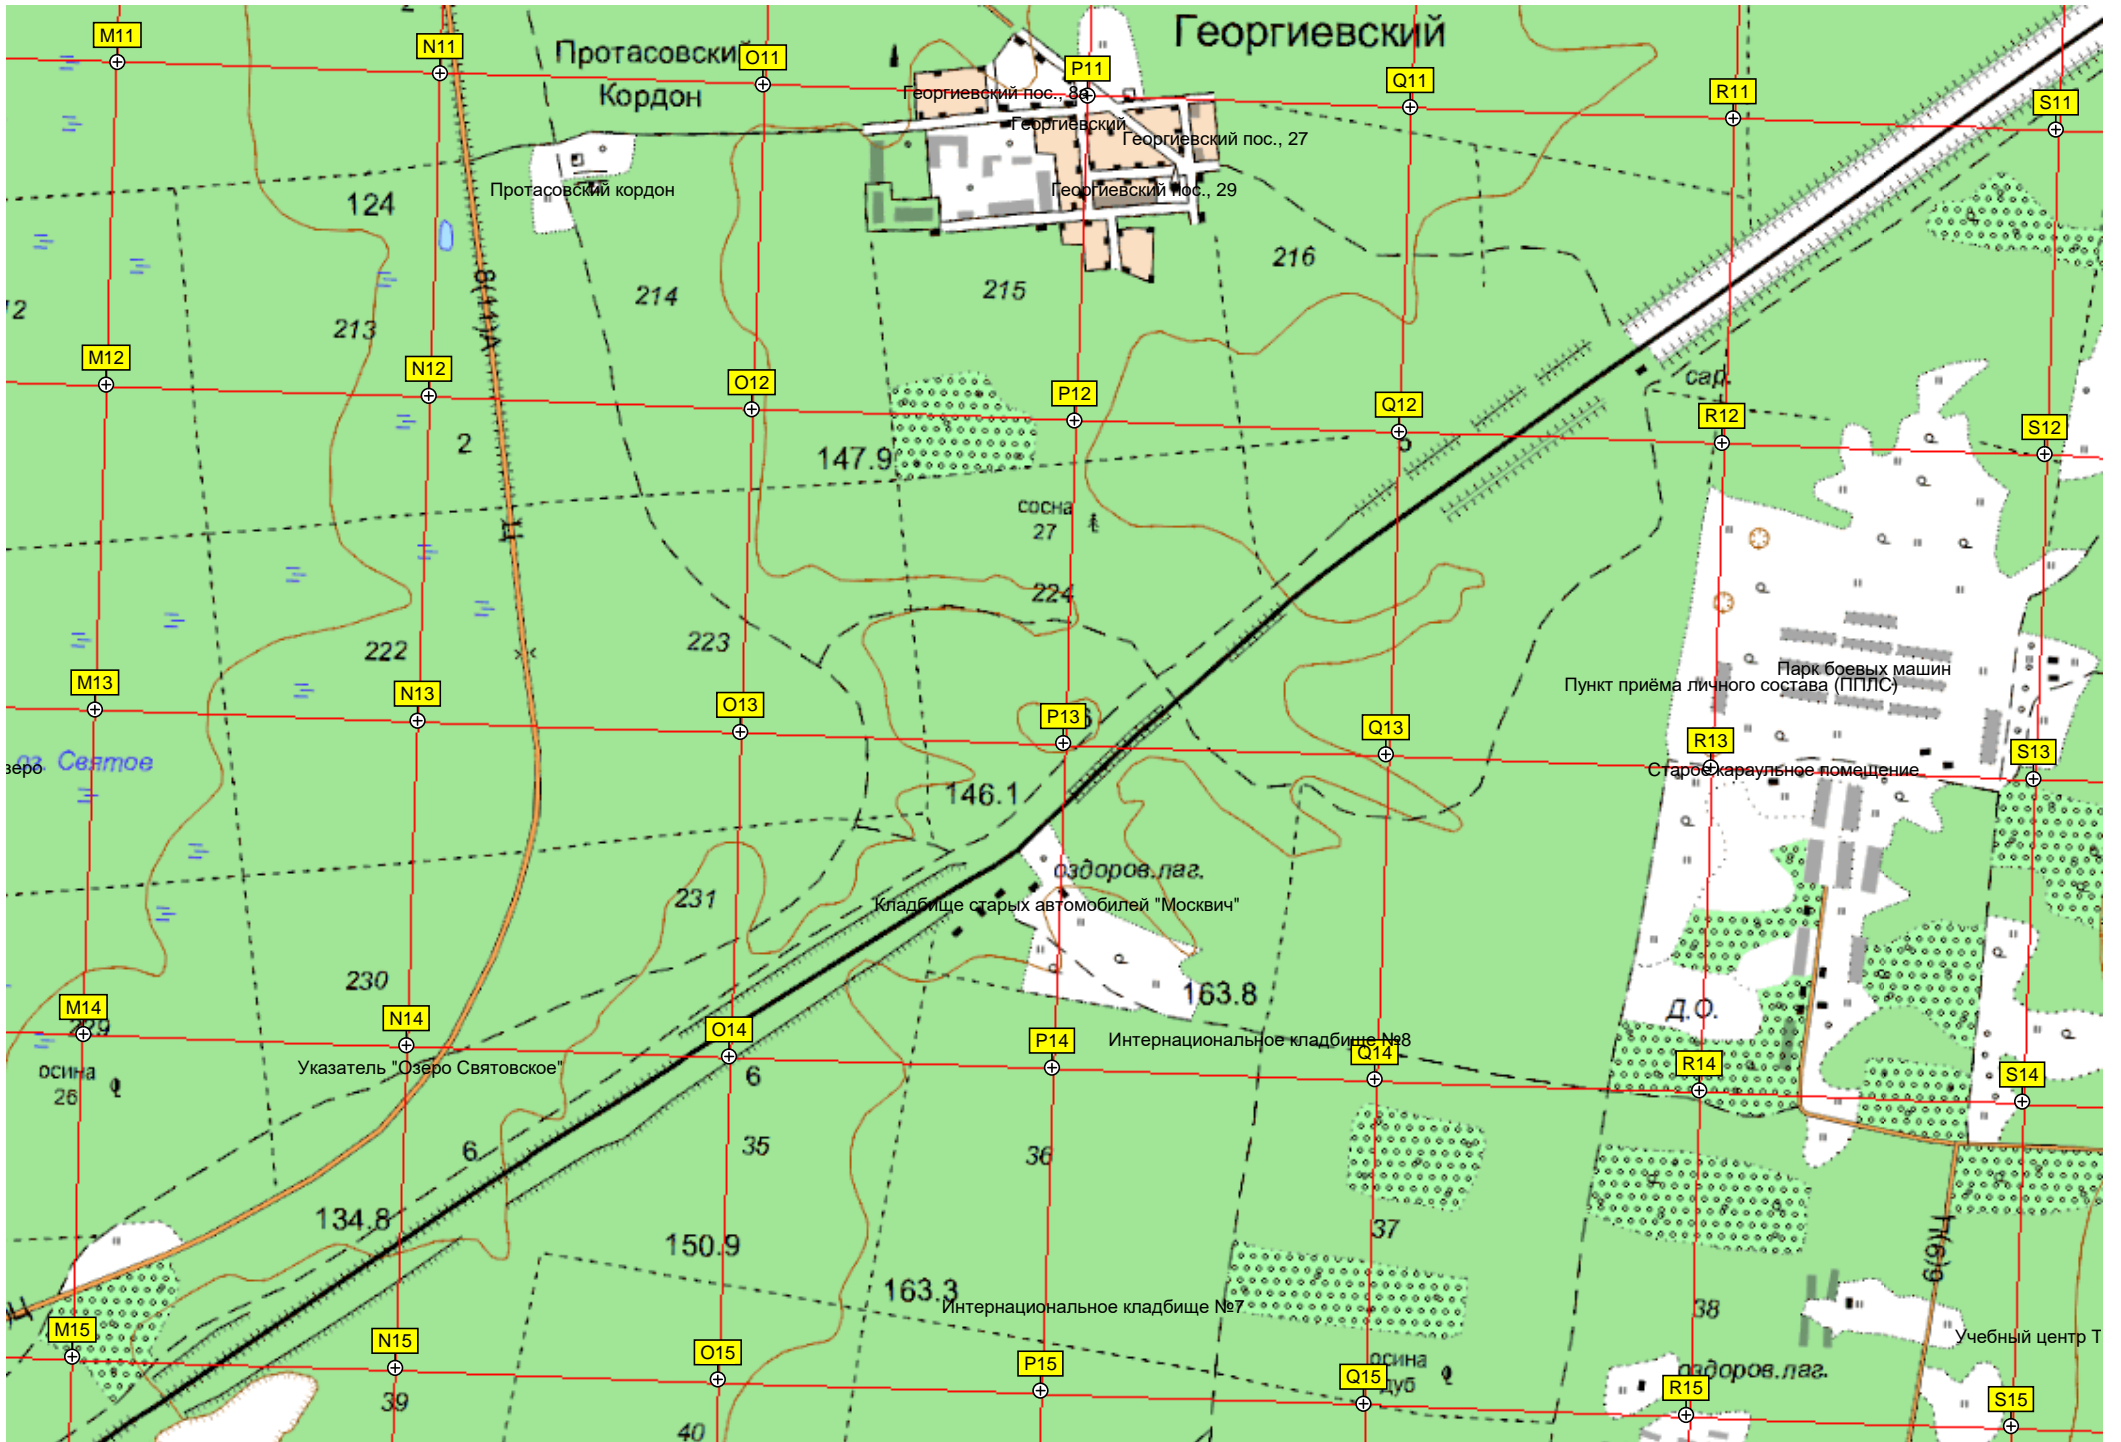 M11
N11
Протасовский
O11
Георгиевский
P11
Q11
R11
S11
Кордон
Георгиевский пос., 8а
Георгиевский
Георгиевский пос., 27
Протасовский кордон
Георгиевский пос., 29
124
216
214
215
213
12
8(11)А
M12
N12
O12
P12
Q12
R12
S12
сар.
2
147.9
6
сосна
27
224
222
223
Парк боевых машин
Пункт приёма личного состава (ППЛС)
M13
N13
O13
P13
Q13
R13
S13
оз. Святое
зеро
Старое караульное помещение
146.1
оздоров.лаг.
231
Кладбище старых автомобилей "Москвич"
230
163.8
Д.О.
M14
229
N14
O14
P14
Интернациональное кладбище №8
Q14
R14
S14
осина
26
Указатель "Озеро Святовское"
6
35
36
6
134.8
150.9
37
163.3
Интернациональное кладбище №7
38
Учебный центр Т
M15
N15
O15
P15
осина
дуб
Q15
оздоров.лаг.
R15
S15
39
40